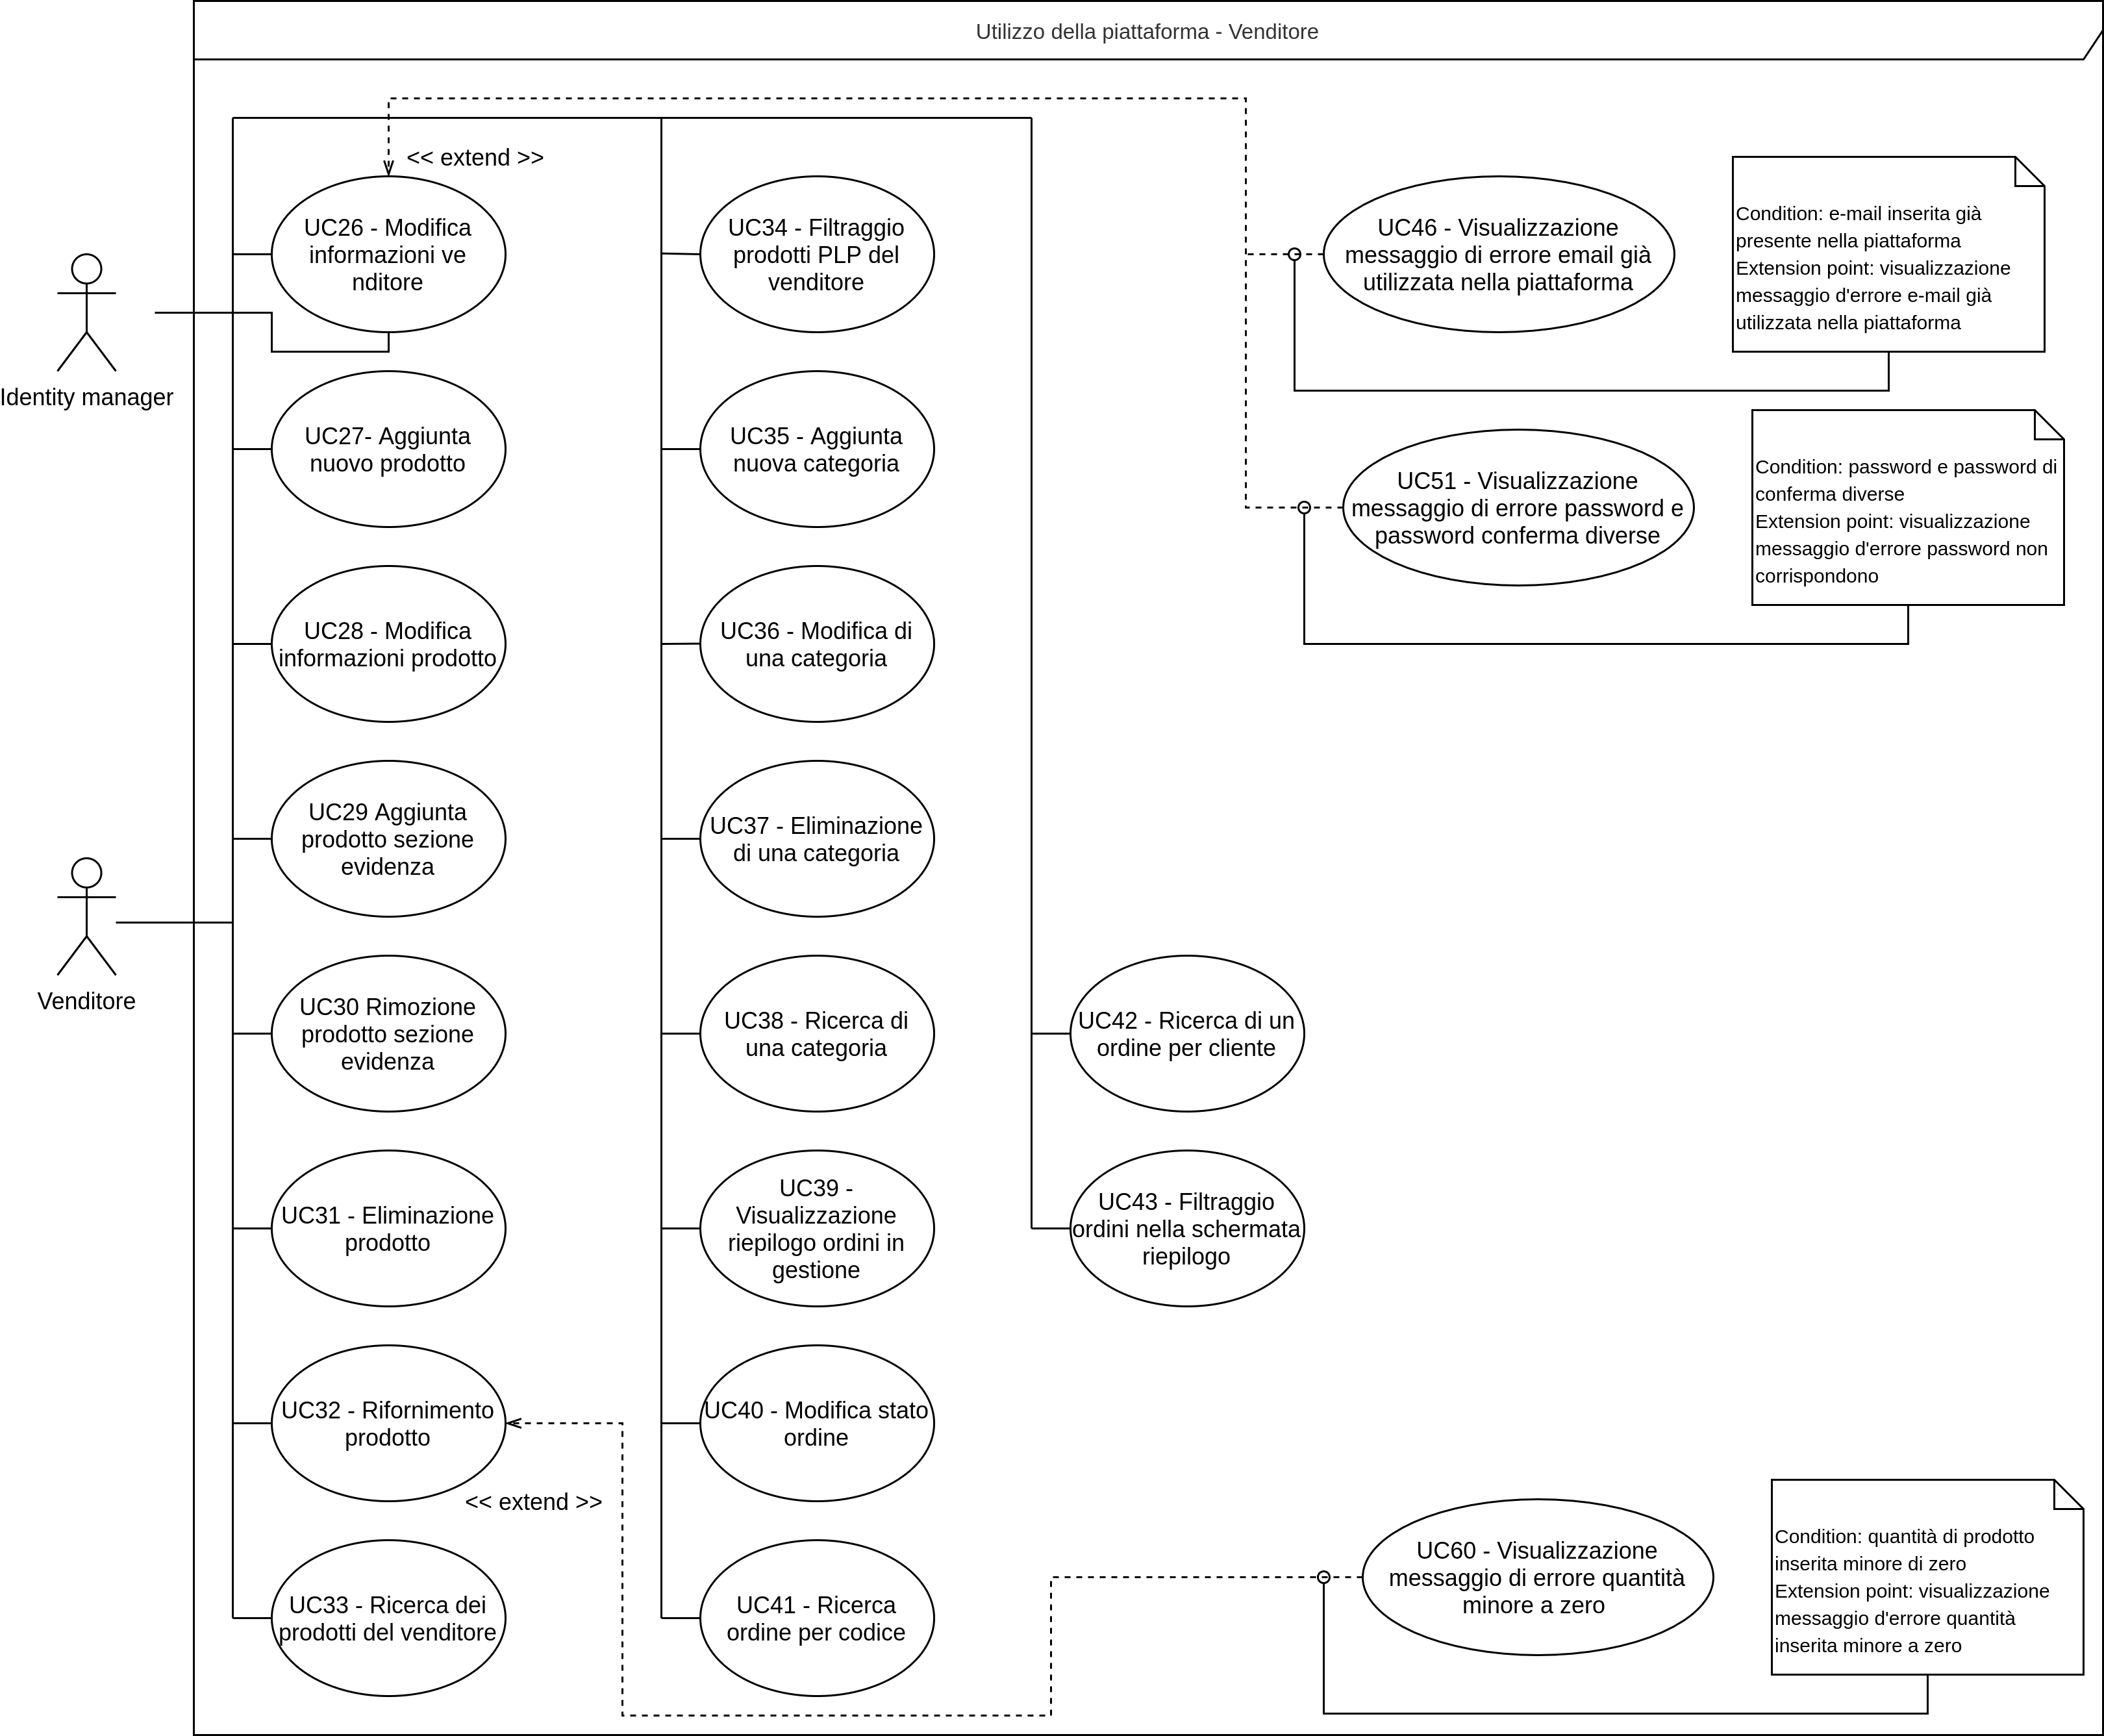 Utilizzo della piattaforma - Venditore
<< extend >>
UC26 - Modifica
informazioni ve
nditore
UC34 - Filtraggio
prodotti PLP del
venditore
UC46 - Visualizzazione
messaggio di errore email già
utilizzata nella piattaforma
Condition: e-mail inserita già
presente nella piattaforma
Extension point: visualizzazione
messaggio d'errore e-mail già
utilizzata nella piattaforma
Identity manager
UC27- Aggiunta
nuovo prodotto
UC35 - Aggiunta
nuova categoria
UC51 - Visualizzazione
messaggio di errore password e
password conferma diverse
Condition: password e password di
conferma diverse
Extension point: visualizzazione
messaggio d'errore password non
corrispondono
UC28 - Modifica
informazioni prodotto
UC36 - Modifica di
una categoria
UC29 Aggiunta
prodotto sezione
evidenza
UC37 - Eliminazione
di una categoria
Venditore
UC30 Rimozione
prodotto sezione
evidenza
UC38 - Ricerca di
una categoria
UC42 - Ricerca di un
ordine per cliente
UC31 - Eliminazione
prodotto
UC39 -
Visualizzazione
riepilogo ordini in
gestione
UC43 - Filtraggio
ordini nella schermata
riepilogo
UC32 - Rifornimento
prodotto
UC40 - Modifica stato
ordine
<< extend >>
UC60 - Visualizzazione
messaggio di errore quantità
minore a zero
Condition: quantità di prodotto
inserita minore di zero
Extension point: visualizzazione
messaggio d'errore quantità
inserita minore a zero
UC33 - Ricerca dei
prodotti del venditore
UC41 - Ricerca
ordine per codice